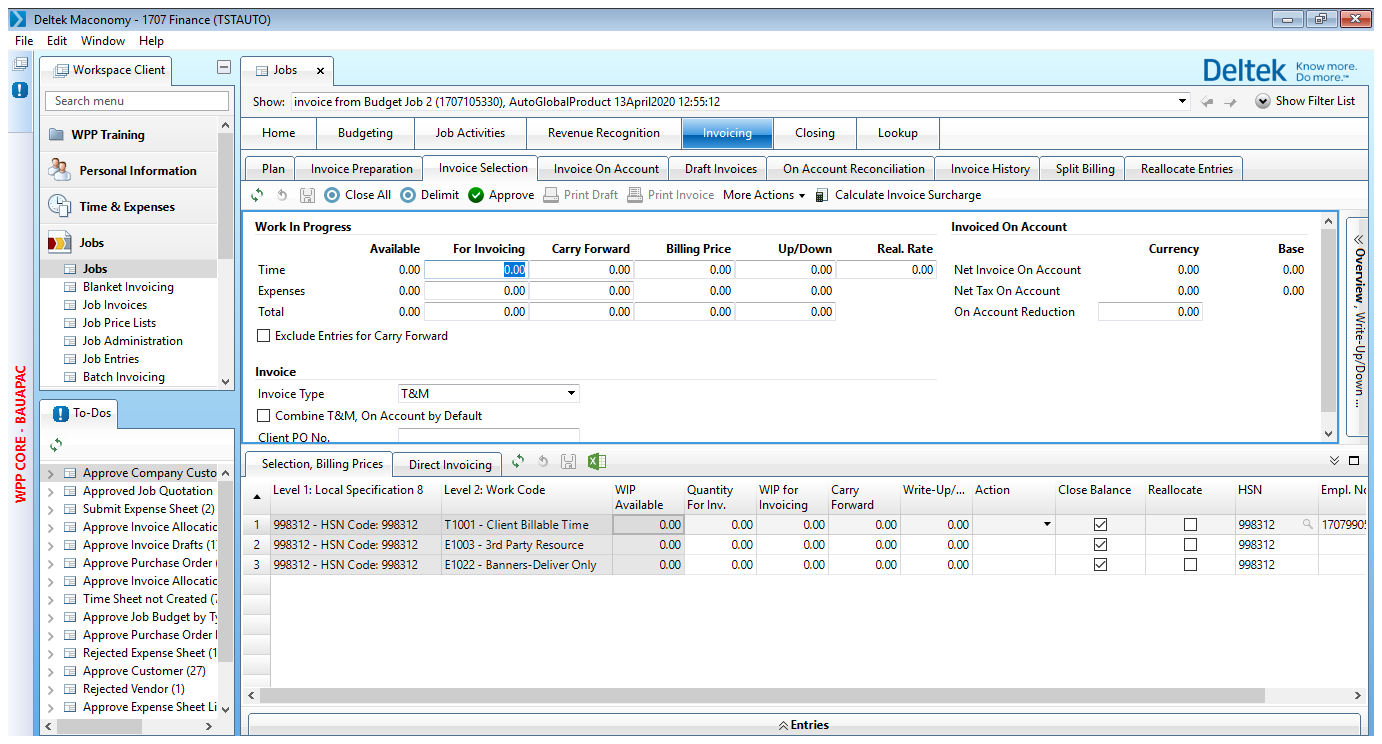 Deltek Maconomy - 1707 Finance (TSTAUTO)
File Edit Window Help
Workspace Client
Search menu
WPP Training
Personal Information
Time & Expenses
Jobs
Jobs
Blanket Invoicing
Job Invoices
Job Price Lists
Job Administration
Job Entries
Batch Invoicing
WPP CORE - BAUAPAC
To-Dos
Approve Company Custo
Approved Job Quotation
Submit Expense Sheet (2)
Approve Invoice Allocatic
Approve Invoice Drafts (1
Approve Purchase Order
Approve Invoice Allocatic
Time Sheet not Created (7
Approve Job Budget by Ty
Approve Purchase Order
Rejected Expense Sheet (1
Approve Customer (27)
Rejected Vendor (1)
Approve Expense Sheet Li
Jobs x
Deltek Know more.
Do more.™
Show: invoice from Budget Job 2 (1707105330), AutoGlobalProduct 13April2020 12:55:12 Show Filter List
Home Budgeting Job Activities Revenue Recognition Invoicing Closing Lookup
Plan Invoice Preparation Invoice Selection Invoice On Account Draft Invoices On Account Reconciliation Invoice History Split Billing Reallocate Entries
Close All Delimit Approve Print Draft Print Invoice More Actions Calculate Invoice Surcharge
Work In Progress Invoiced On Account
Available For Invoicing Carry Forward Billing Price Up/Down Real. Rate Currency Base
Time 0.00 0.00 0.00 0.00 0.00 0.00 Net Invoice On Account 0.00 0.00
Expenses 0.00 0.00 0.00 0.00 0.00 Net Tax On Account 0.00 0.00
Total 0.00 0.00 0.00 0.00 0.00 On Account Reduction 0.00
Exclude Entries for Carry Forward
Invoice
Invoice Type T&M
Combine T&M, On Account by Default
Client PO No.
Overview , Write-Up/Down ...
Selection, Billing Prices Direct Invoicing
Level 1: Local Specification 8 Level 2: Work Code WIP Quantity WIP for Carry Write-Up/... Action Close Balance Reallocate HSN Empl. No
Available For Inv. Invoicing Forward
1 998312 - HSN Code: 998312 T1001 - Client Billable Time 0.00 0.00 0.00 0.00 0.00 998312 1707990
2 998312 - HSN Code: 998312 E1003 - 3rd Party Resource 0.00 0.00 0.00 0.00 0.00 998312
3 998312 - HSN Code: 998312 E1022 - Banners-Deliver Only 0.00 0.00 0.00 0.00 0.00 998312
Entries